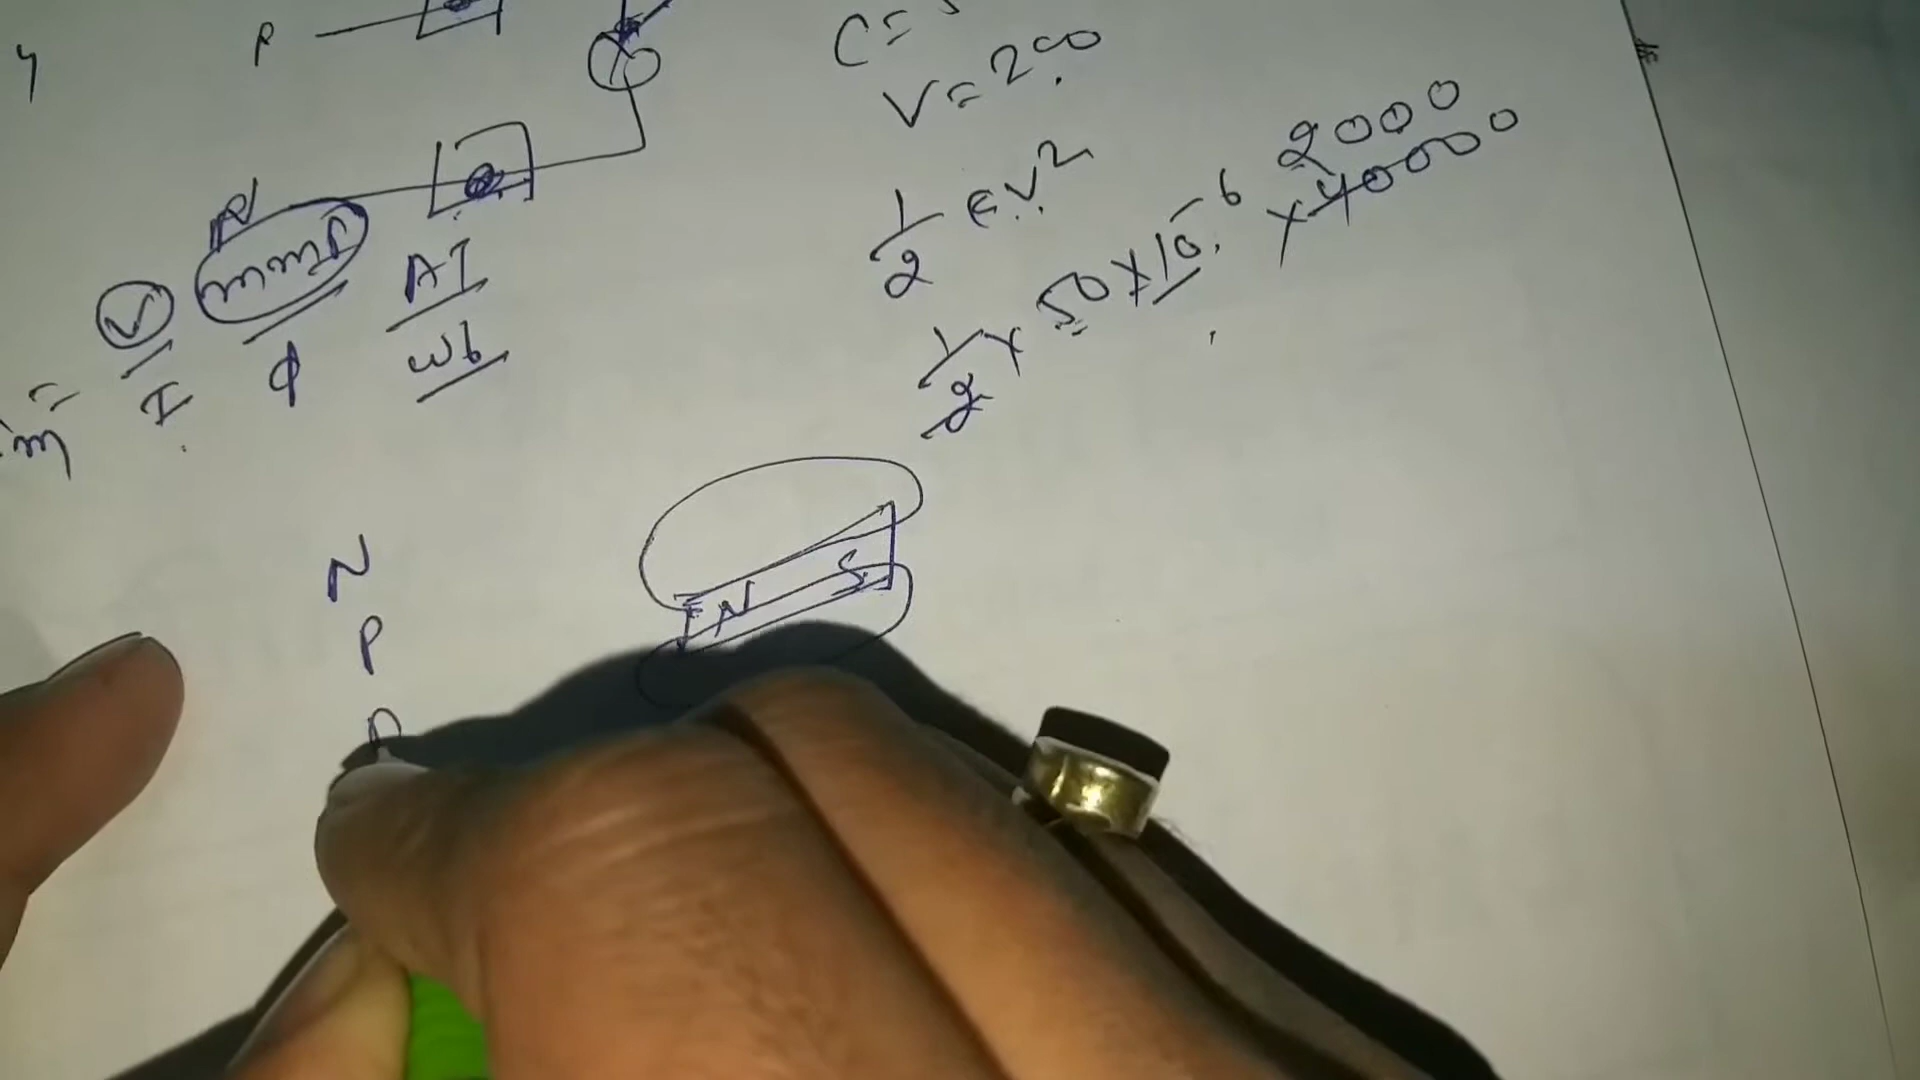 P
C =
V = 200
N
1/2 CV²
2000
1/2 × 50 × 10⁻⁶ × 40000
V mmf AI
I φ wb
m =
N S
N
P